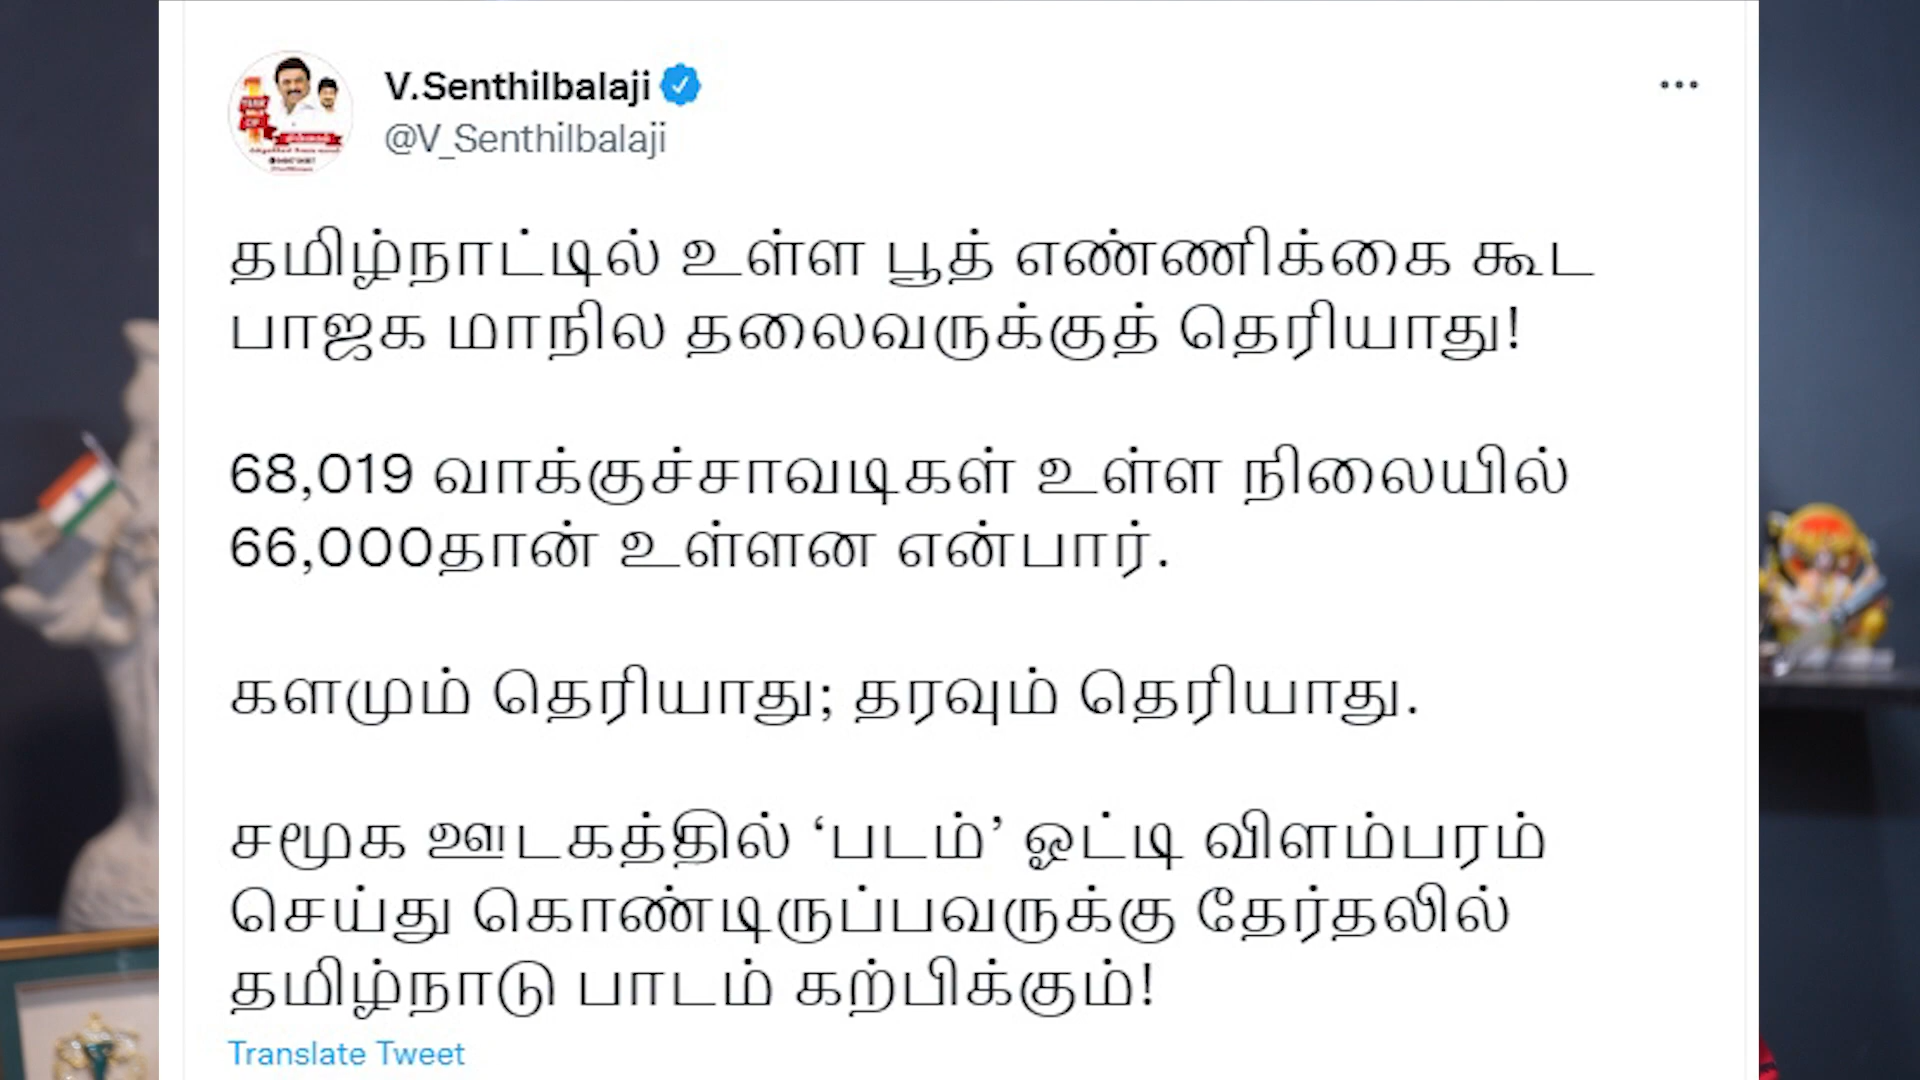 V.Senthilbalaji
@V_Senthilbalaji
தமிழ்நாட்டில் உள்ள பூத் எண்ணிக்கை கூட
பாஜக மாநில தலைவருக்குத் தெரியாது!
68,019 வாக்குச்சாவடிகள் உள்ள நிலையில்
66,000தான் உள்ளன என்பார்.
களமும் தெரியாது; தரவும் தெரியாது.
சமூக ஊடகத்தில் ‘படம்’ ஓட்டி விளம்பரம்
செய்து கொண்டிருப்பவருக்கு தேர்தலில்
தமிழ்நாடு பாடம் கற்பிக்கும்!
Translate Tweet